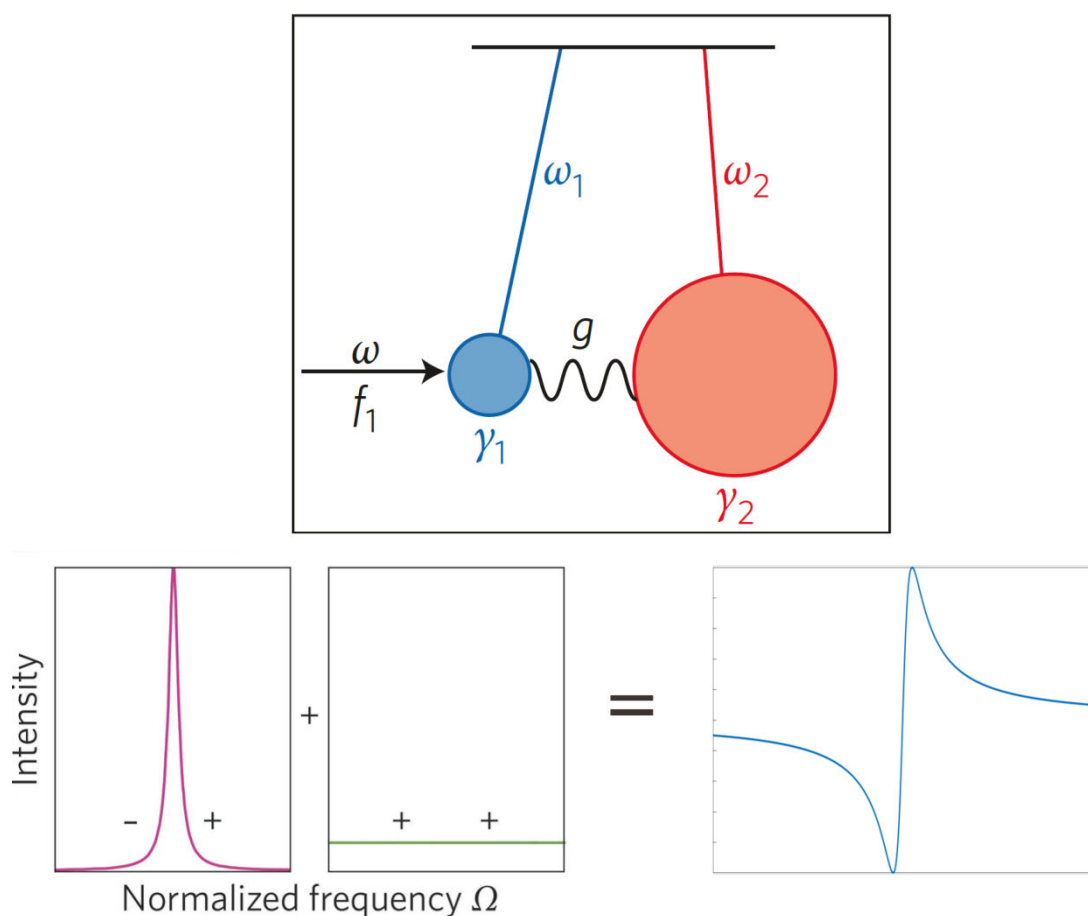 ω₁
ω₂
g
ω
f₁
γ₁
γ₂
Intensity
– +
+
+ +
=
Normalized frequency Ω